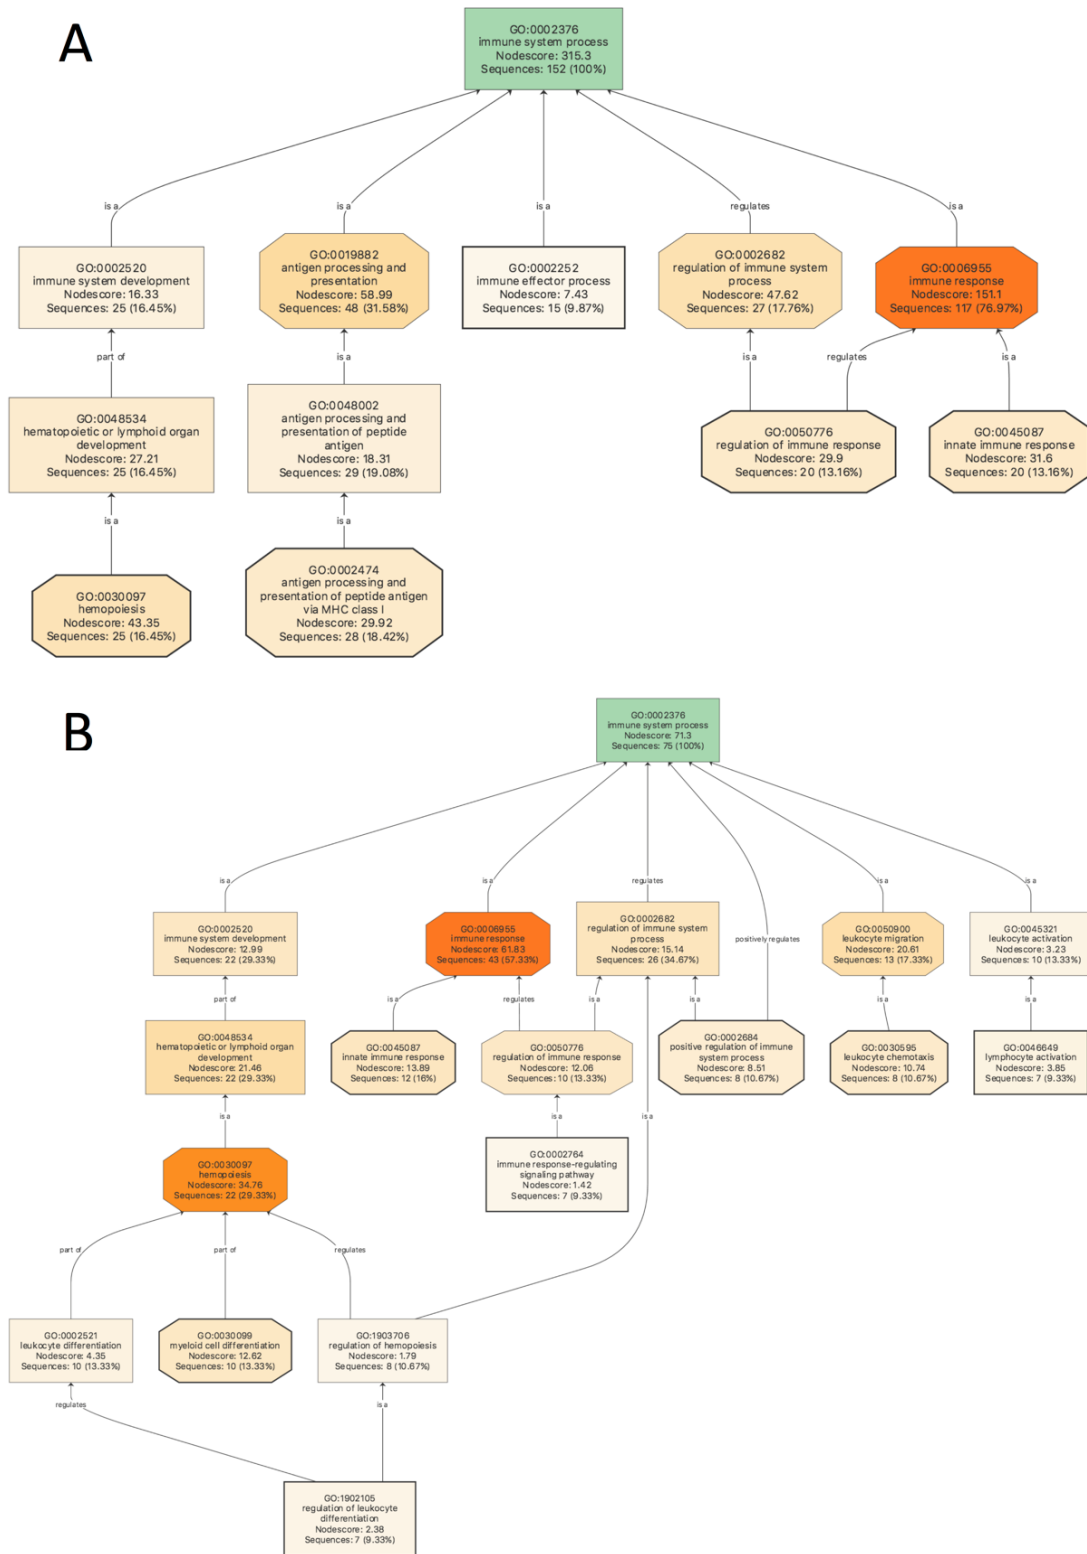 A
GO:0002376
immune system process
Nodescore: 315.3
Sequences: 152 (100%)
is a
is a
is a
regulates
is a
GO:0002520
immune system development
Nodescore: 16.33
Sequences: 25 (16.45%)
GO:0019882
antigen processing and
presentation
Nodescore: 58.99
Sequences: 48 (31.58%)
GO:0002252
immune effector process
Nodescore: 7.43
Sequences: 15 (9.87%)
GO:0002682
regulation of immune system
process
Nodescore: 47.62
Sequences: 27 (17.76%)
GO:0006955
immune response
Nodescore: 151.1
Sequences: 117 (76.97%)
part of
is a
is a
regulates
is a
GO:0048534
hematopoietic or lymphoid organ
development
Nodescore: 27.21
Sequences: 25 (16.45%)
GO:0048002
antigen processing and
presentation of peptide
antigen
Nodescore: 18.31
Sequences: 29 (19.08%)
GO:0050776
regulation of immune response
Nodescore: 29.9
Sequences: 20 (13.16%)
GO:0045087
innate immune response
Nodescore: 31.6
Sequences: 20 (13.16%)
is a
is a
GO:0030097
hemopoiesis
Nodescore: 43.35
Sequences: 25 (16.45%)
GO:0002474
antigen processing and
presentation of peptide antigen
via MHC class I
Nodescore: 29.92
Sequences: 28 (18.42%)
B
GO:0002376
immune system process
Nodescore: 71.3
Sequences: 75 (100%)
is a
is a
regulates
positively regulates
is a
is a
GO:0002520
immune system development
Nodescore: 12.99
Sequences: 22 (29.33%)
GO:0006955
immune response
Nodescore: 61.83
Sequences: 43 (57.33%)
GO:0002682
regulation of immune system
process
Nodescore: 15.14
Sequences: 26 (34.67%)
GO:0050900
leukocyte migration
Nodescore: 20.61
Sequences: 13 (17.33%)
GO:0045321
leukocyte activation
Nodescore: 3.23
Sequences: 10 (13.33%)
part of
is a
regulates
is a
is a
is a
is a
GO:0048534
hematopoietic or lymphoid organ
development
Nodescore: 21.46
Sequences: 22 (29.33%)
GO:0045087
innate immune response
Nodescore: 13.89
Sequences: 12 (16%)
GO:0050776
regulation of immune response
Nodescore: 12.06
Sequences: 10 (13.33%)
GO:0002684
positive regulation of immune
system process
Nodescore: 8.51
Sequences: 8 (10.67%)
GO:0030595
leukocyte chemotaxis
Nodescore: 10.74
Sequences: 8 (10.67%)
GO:0046649
lymphocyte activation
Nodescore: 3.85
Sequences: 7 (9.33%)
is a
is a
is a
GO:0030097
hemopoiesis
Nodescore: 34.76
Sequences: 22 (29.33%)
GO:0002764
immune response-regulating
signaling pathway
Nodescore: 1.42
Sequences: 7 (9.33%)
part of
part of
regulates
GO:0002521
leukocyte differentiation
Nodescore: 4.35
Sequences: 10 (13.33%)
GO:0030099
myeloid cell differentiation
Nodescore: 12.62
Sequences: 10 (13.33%)
GO:1903706
regulation of hemopoiesis
Nodescore: 1.79
Sequences: 8 (10.67%)
regulates
is a
GO:1902105
regulation of leukocyte
differentiation
Nodescore: 2.38
Sequences: 7 (9.33%)